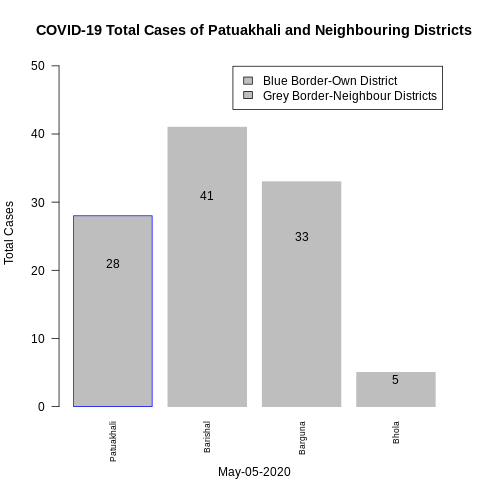 COVID-19 Total Cases of Patuakhali and Neighbouring Districts
Blue Border-Own District
Grey Border-Neighbour Districts
Total Cases
50
40
30
20
10
0
28
41
33
5
Patuakhali
Barishal
Barguna
Bhola
May-05-2020